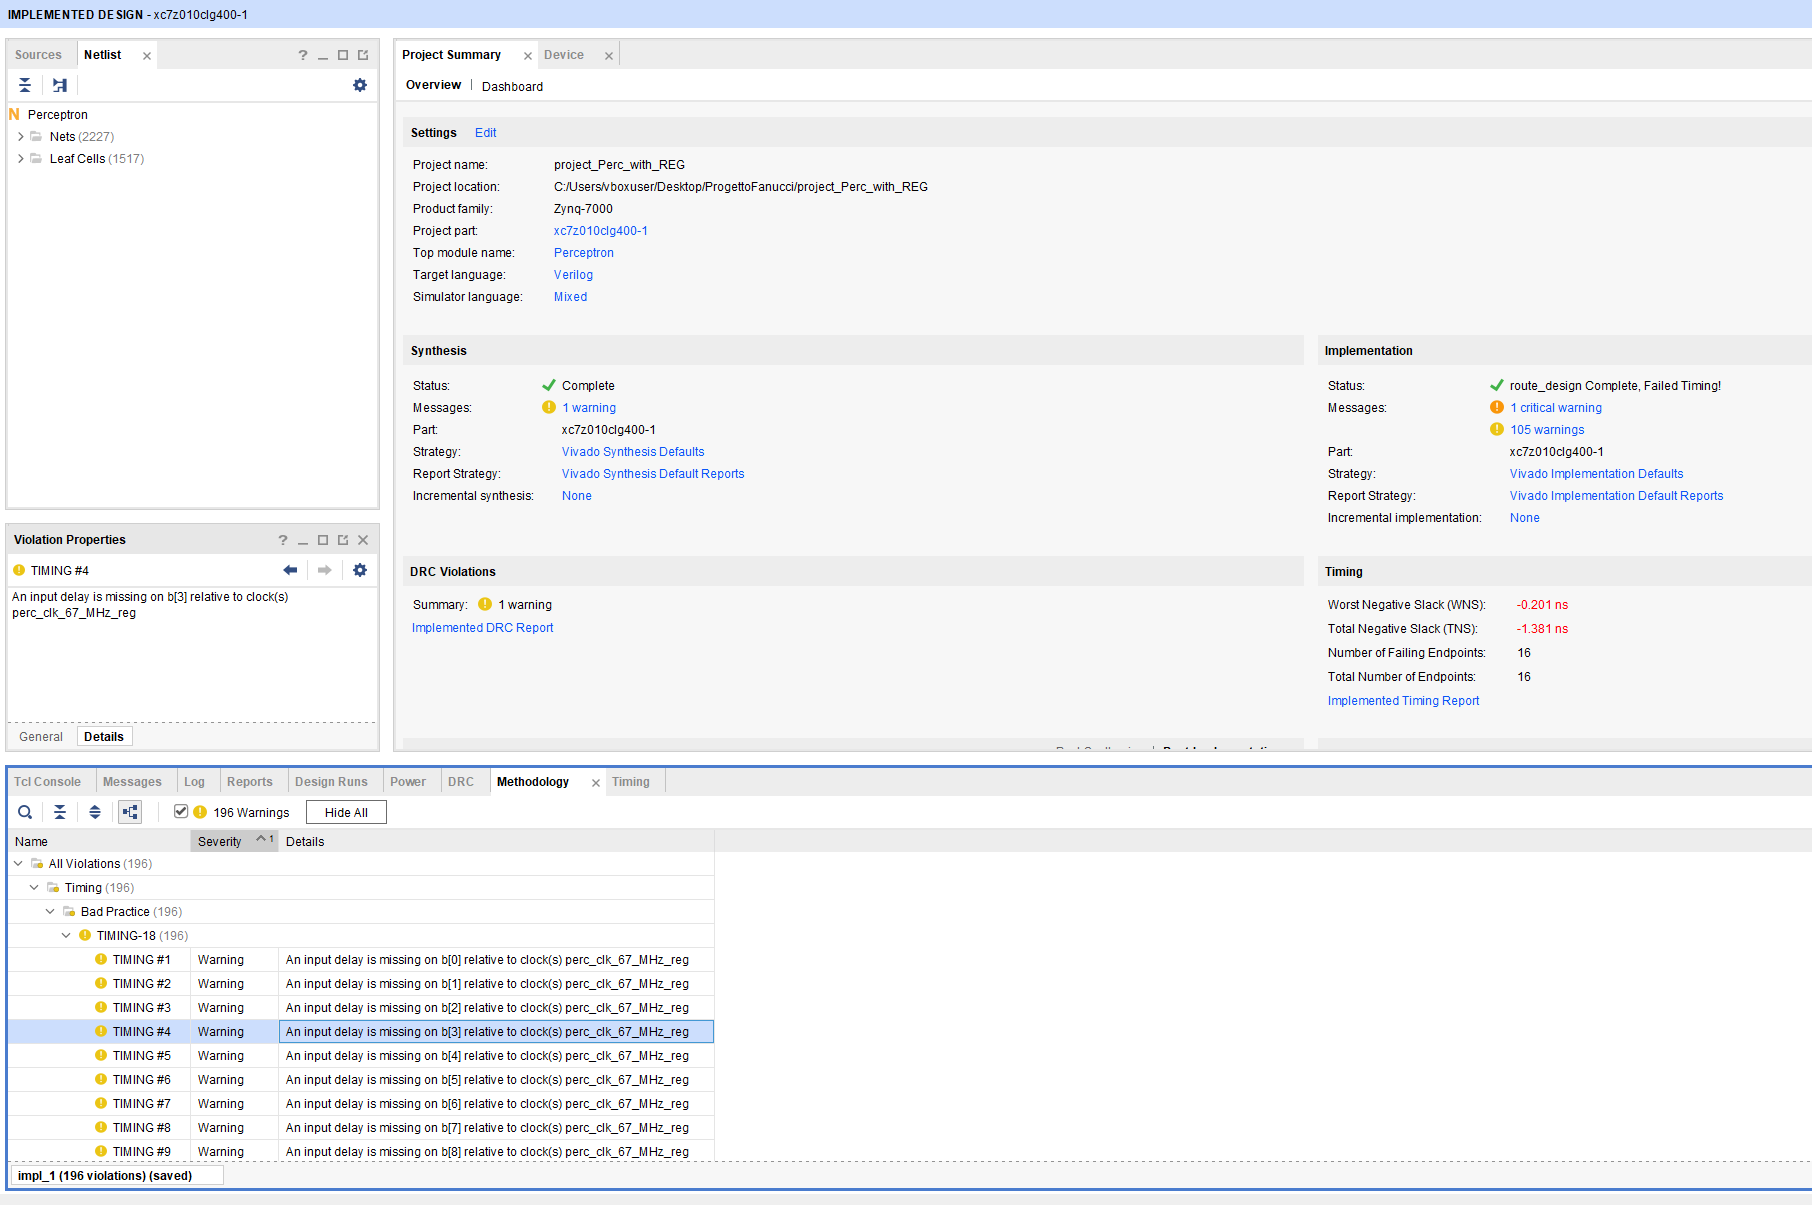 IMPLEMENTED DESIGN - xc7z010clg400-1
Sources Netlist
Perceptron
Nets (2227)
Leaf Cells (1517)
Violation Properties
TIMING #4
An input delay is missing on b[3] relative to clock(s)
perc_clk_67_MHz_reg
General Details
Project Summary Device
Overview | Dashboard
Settings Edit
Project name: project_Perc_with_REG
Project location: C:/Users/vboxuser/Desktop/ProgettoFanucci/project_Perc_with_REG
Product family: Zynq-7000
Project part: xc7z010clg400-1
Top module name: Perceptron
Target language: Verilog
Simulator language: Mixed
Synthesis
Status: Complete
Messages: 1 warning
Part: xc7z010clg400-1
Strategy: Vivado Synthesis Defaults
Report Strategy: Vivado Synthesis Default Reports
Incremental synthesis: None
Implementation
Status: route_design Complete, Failed Timing!
Messages: 1 critical warning
105 warnings
Part: xc7z010clg400-1
Strategy: Vivado Implementation Defaults
Report Strategy: Vivado Implementation Default Reports
Incremental implementation: None
DRC Violations
Summary: 1 warning
Implemented DRC Report
Timing
Worst Negative Slack (WNS): -0.201 ns
Total Negative Slack (TNS): -1.381 ns
Number of Failing Endpoints: 16
Total Number of Endpoints: 16
Implemented Timing Report
Tcl Console Messages Log Reports Design Runs Power DRC Methodology Timing
196 Warnings Hide All
Name Severity 1 Details
All Violations (196)
Timing (196)
Bad Practice (196)
TIMING-18 (196)
TIMING #1 Warning An input delay is missing on b[0] relative to clock(s) perc_clk_67_MHz_reg
TIMING #2 Warning An input delay is missing on b[1] relative to clock(s) perc_clk_67_MHz_reg
TIMING #3 Warning An input delay is missing on b[2] relative to clock(s) perc_clk_67_MHz_reg
TIMING #4 Warning An input delay is missing on b[3] relative to clock(s) perc_clk_67_MHz_reg
TIMING #5 Warning An input delay is missing on b[4] relative to clock(s) perc_clk_67_MHz_reg
TIMING #6 Warning An input delay is missing on b[5] relative to clock(s) perc_clk_67_MHz_reg
TIMING #7 Warning An input delay is missing on b[6] relative to clock(s) perc_clk_67_MHz_reg
TIMING #8 Warning An input delay is missing on b[7] relative to clock(s) perc_clk_67_MHz_reg
TIMING #9 Warning An input delay is missing on b[8] relative to clock(s) perc_clk_67_MHz_reg
impl_1 (196 violations) (saved)